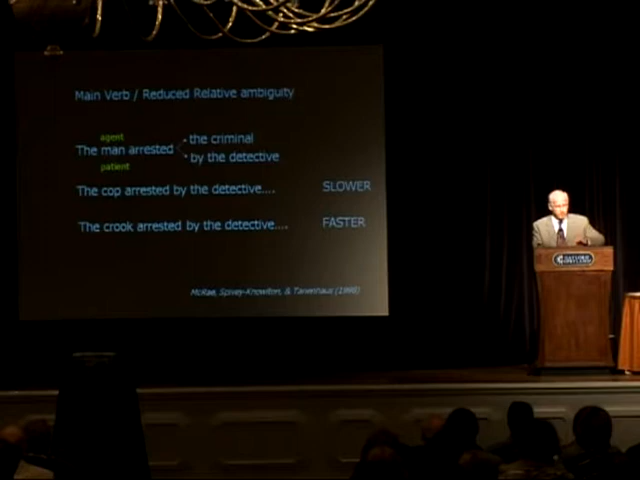 Main Verb / Reduced Relative ambiguity
agent
The man arrested
the criminal
by the detective
patient
The cop arrested by the detective.... SLOWER
The crook arrested by the detective.... FASTER
McRae, Spivey-Knowlton, & Tanenhaus (1998)